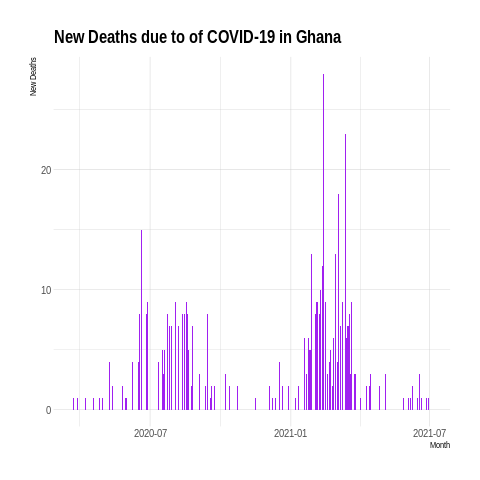 New Deaths due to of COVID-19 in Ghana
New Deaths
20
10
0
2020-07
2021-01
2021-07
Month